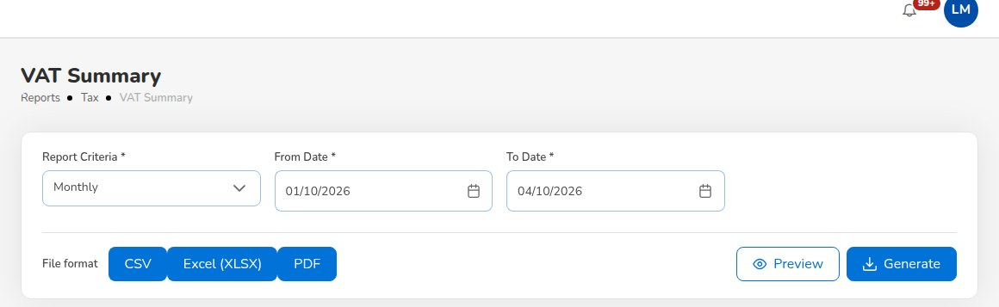 99+
LM
VAT Summary
Reports • Tax • VAT Summary
Report Criteria * From Date * To Date *
Monthly 01/10/2026 04/10/2026
File format CSV Excel (XLSX) PDF Preview Generate